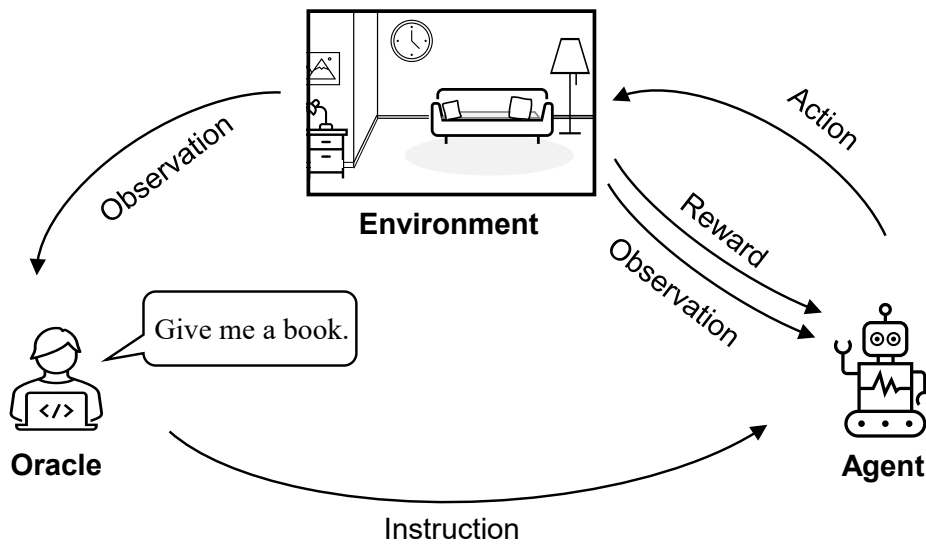 Observation
Action
Reward
Observation
Environment
Give me a book.
</>
Oracle
Agent
Instruction